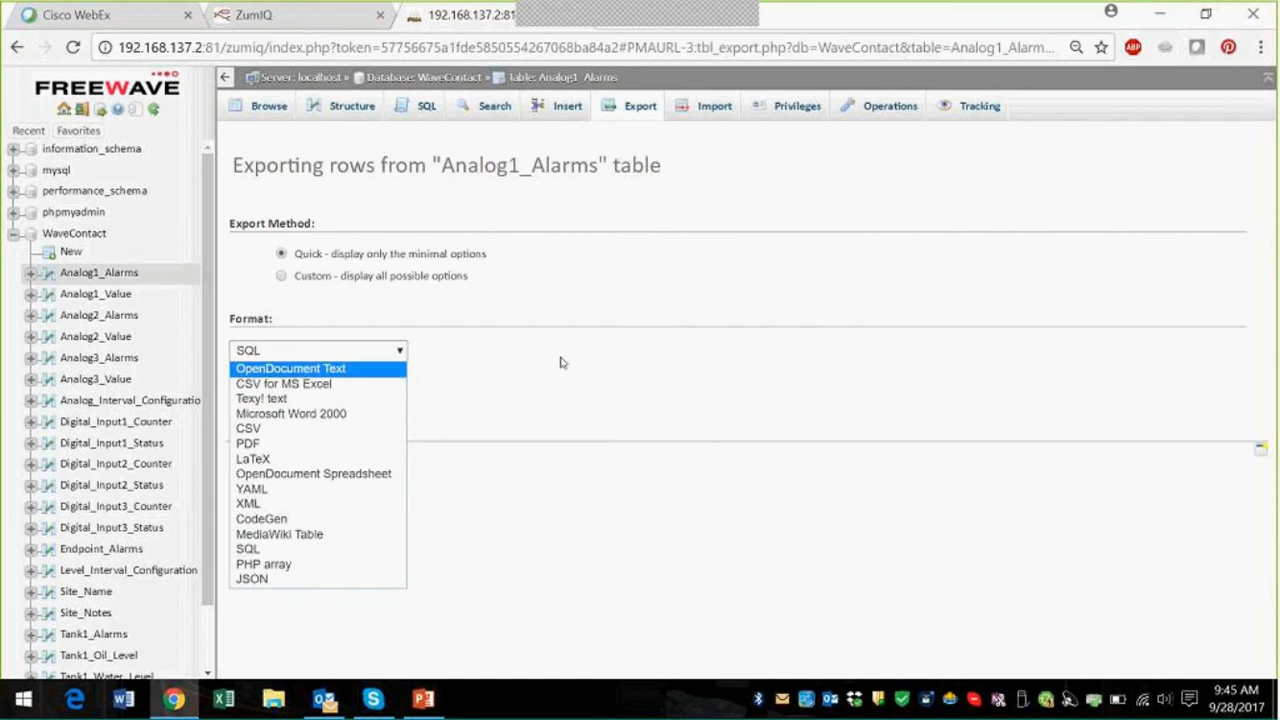 Cisco WebEx
ZumIQ
192.168.137.2:81
192.168.137.2:81/zumiq/index.php?token=57756675a1fde5850554267068ba84a2#PMAURL-3:tbl_export.php?db=WaveContact&table=Analog1_Alarm...
ABP
FREEWAVE
Recent Favorites
information_schema
mysql
performance_schema
phpmyadmin
WaveContact
New
Analog1_Alarms
Analog1_Value
Analog2_Alarms
Analog2_Value
Analog3_Alarms
Analog3_Value
Analog_Interval_Configuratio
Digital_Input1_Counter
Digital_Input1_Status
Digital_Input2_Counter
Digital_Input2_Status
Digital_Input3_Counter
Digital_Input3_Status
Endpoint_Alarms
Level_Interval_Configuration
Site_Name
Site_Notes
Tank1_Alarms
Tank1_Oil_Level
Tank1_Water_Level
Server: localhost » Database: WaveContact » Table: Analog1_Alarms
Browse Structure SQL Search Insert Export Import Privileges Operations Tracking
Exporting rows from "Analog1_Alarms" table
Export Method:
Quick - display only the minimal options
Custom - display all possible options
Format:
SQL
OpenDocument Text
CSV for MS Excel
Texy! text
Microsoft Word 2000
CSV
PDF
LaTeX
OpenDocument Spreadsheet
YAML
XML
CodeGen
MediaWiki Table
SQL
PHP array
JSON
9:45 AM
9/28/2017